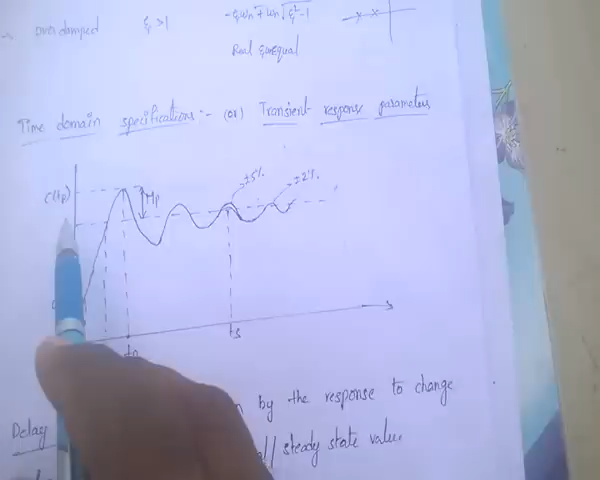 overdamped ξ >1 -ξωn ± ωn√ξ²-1
Real & unequal
Time domain specifications :- (or) Transient response parameters
C(tp)
Mp
±5%
±2%
ts
by the response to change
Delay
steady state value.